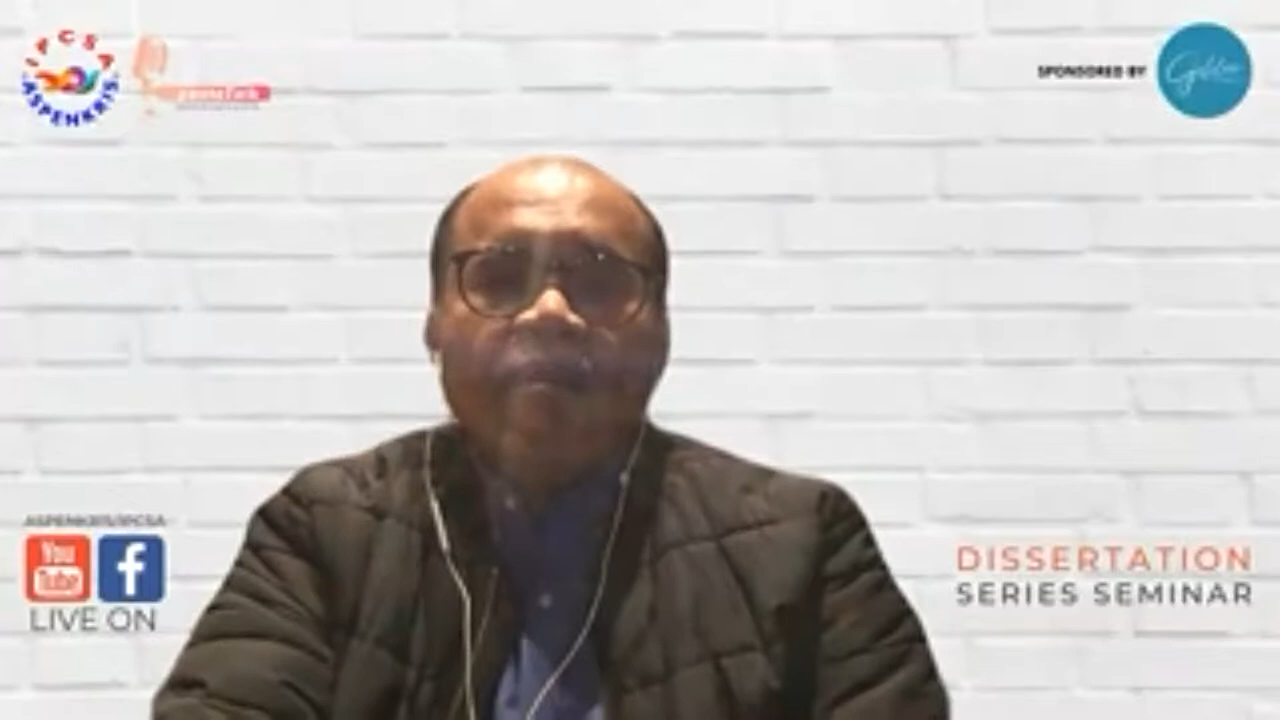 IPCSA
ASPENKRIS
SPONSORED BY
ASPENKRIS/IPCSA
You
Tube
f
LIVE ON
DISSERTATION
SERIES SEMINAR